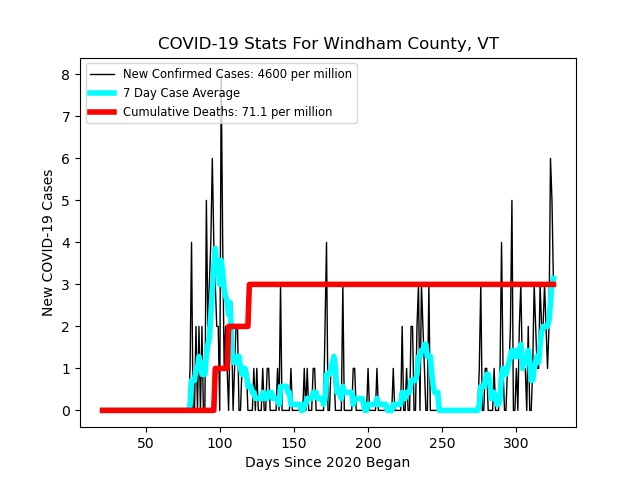 COVID-19 Stats For Windham County, VT
New Confirmed Cases: 4600 per million
7 Day Case Average
Cumulative Deaths: 71.1 per million
New COVID-19 Cases
8
7
6
5
4
3
2
1
0
50 100 150 200 250 300
Days Since 2020 Began